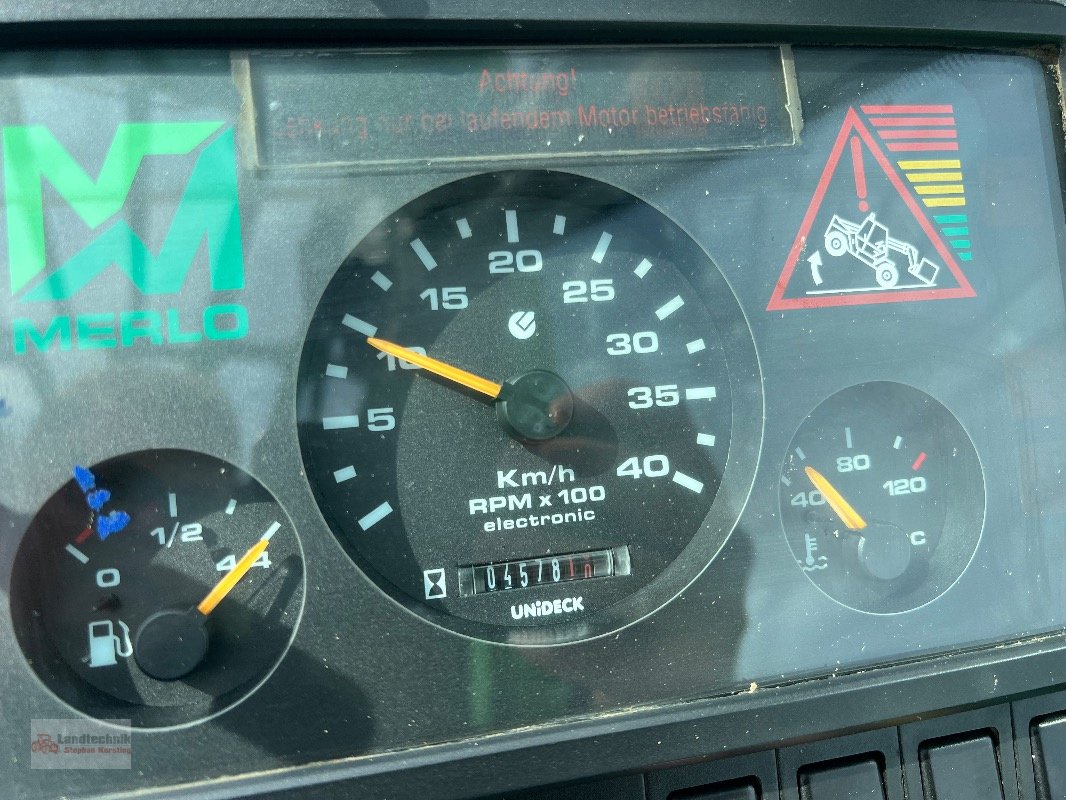 Achtung!
nur bei laufendem Motor betriebsfähig
MERLO
5
10
15
20
25
30
35
40
Km/h
RPM x 100
electronic
04578
UNiDECK
0
1/2
4/4
40
80
120
C
Landtechnik
Stephan Kersting